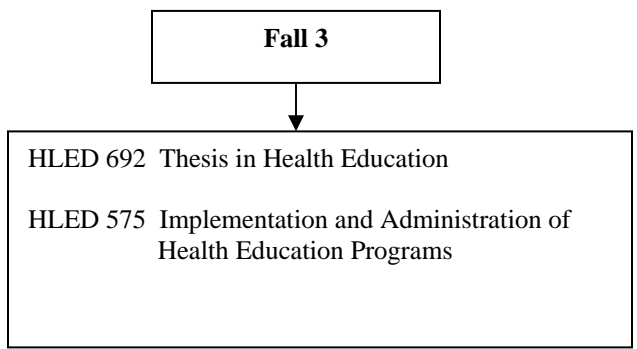 Fall 3
HLED 692 Thesis in Health Education
HLED 575 Implementation and Administration of
Health Education Programs